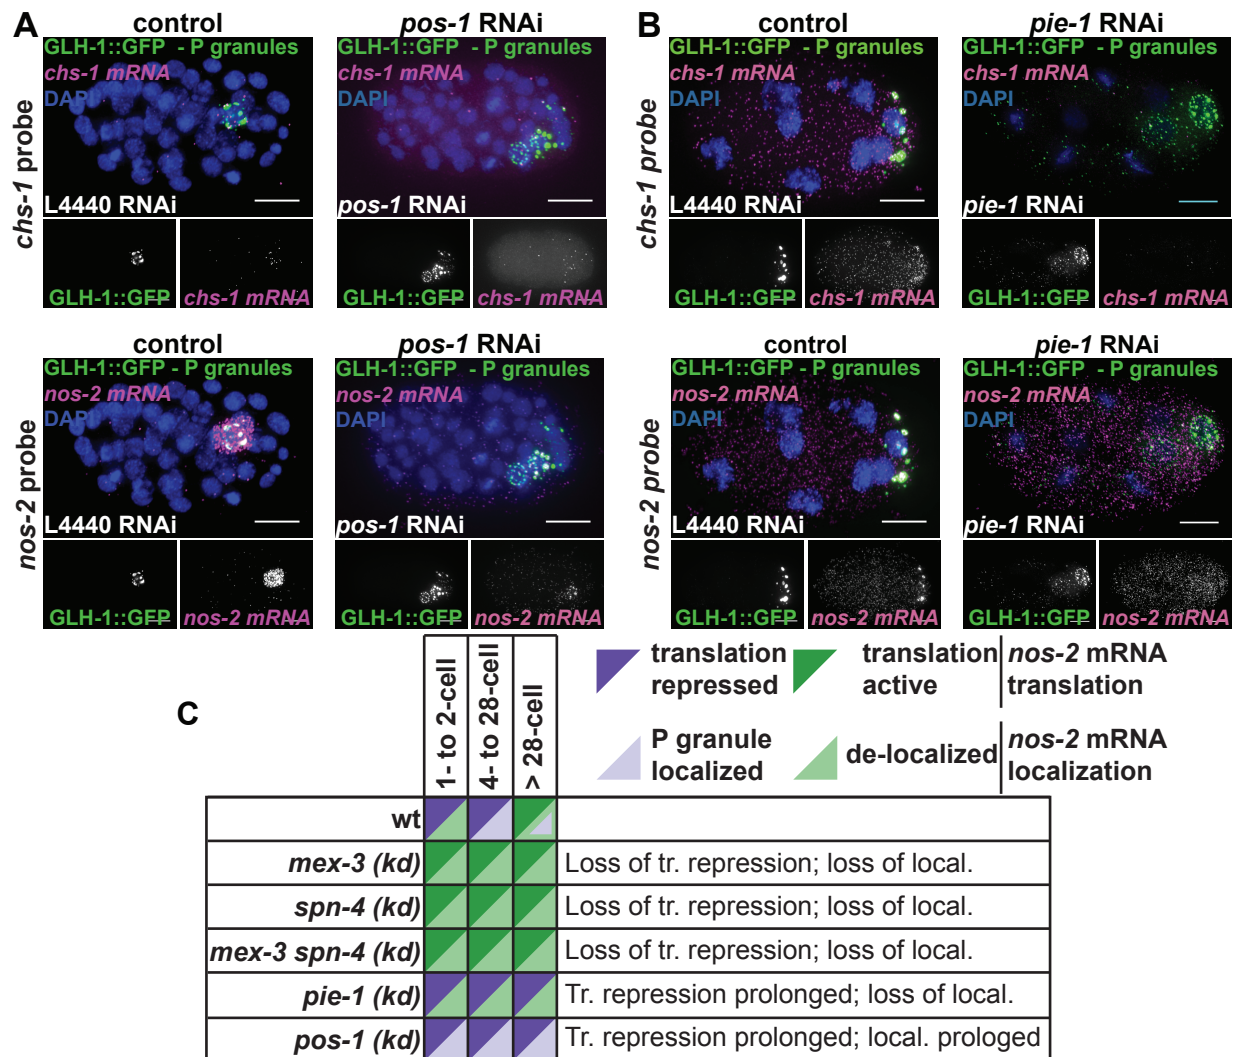 A
control
pos-1 RNAi
B
control
pie-1 RNAi
chs-1 probe
GLH-1::GFP - P granules
chs-1 mRNA
DAPI
L4440 RNAi
GLH-1::GFP
chs-1 mRNA
GLH-1::GFP - P granules
chs-1 mRNA
DAPI
pos-1 RNAi
GLH-1::GFP
chs-1 mRNA
chs-1 probe
GLH-1::GFP - P granules
chs-1 mRNA
DAPI
L4440 RNAi
GLH-1::GFP
chs-1 mRNA
GLH-1::GFP - P granules
chs-1 mRNA
DAPI
pie-1 RNAi
GLH-1::GFP
chs-1 mRNA
control
pos-1 RNAi
control
pie-1 RNAi
nos-2 probe
GLH-1::GFP - P granules
nos-2 mRNA
DAPI
L4440 RNAi
GLH-1::GFP
nos-2 mRNA
GLH-1::GFP - P granules
nos-2 mRNA
DAPI
pos-1 RNAi
GLH-1::GFP
nos-2 mRNA
nos-2 probe
GLH-1::GFP - P granules
nos-2 mRNA
DAPI
L4440 RNAi
GLH-1::GFP
nos-2 mRNA
GLH-1::GFP - P granules
nos-2 mRNA
DAPI
pie-1 RNAi
GLH-1::GFP
nos-2 mRNA
C
1- to 2-cell
4- to 28-cell
> 28-cell
translation
repressed
translation
active
nos-2 mRNA
translation
P granule
localized
de-localized
nos-2 mRNA
localization
wt
mex-3 (kd)
Loss of tr. repression; loss of local.
spn-4 (kd)
Loss of tr. repression; loss of local.
mex-3 spn-4 (kd)
Loss of tr. repression; loss of local.
pie-1 (kd)
Tr. repression prolonged; loss of local.
pos-1 (kd)
Tr. repression prolonged; local. prologed